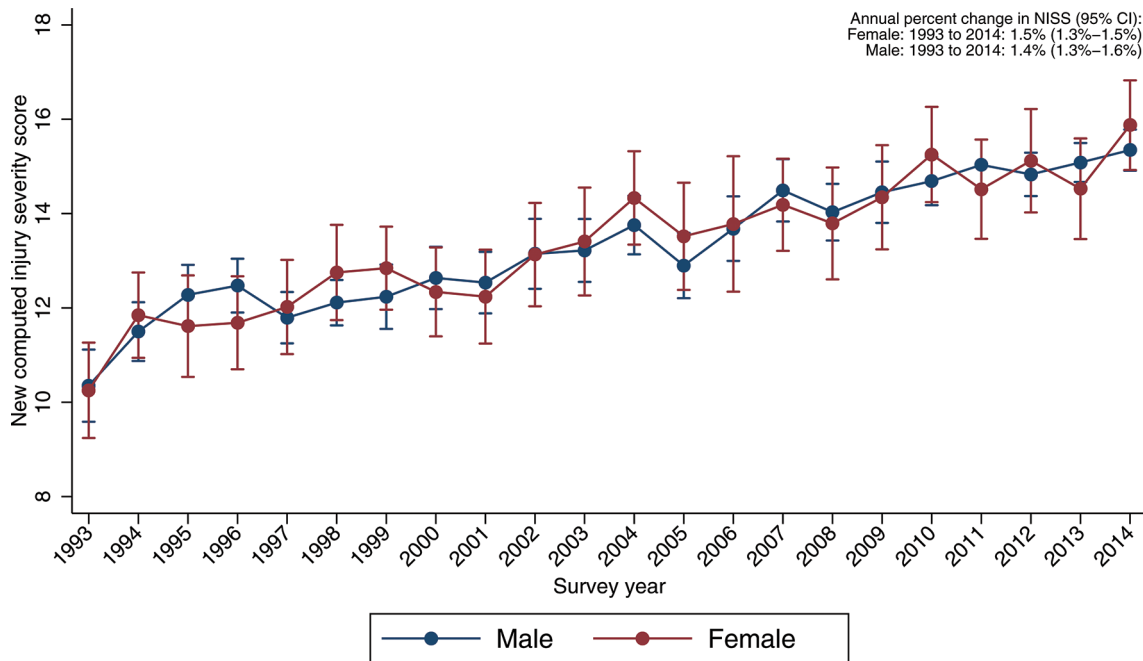 Annual percent change in NISS (95% CI):
Female: 1993 to 2014: 1.5% (1.3%–1.5%)
Male: 1993 to 2014: 1.4% (1.3%–1.6%)
New computed injury severity score
18
16
14
12
10
8
1993 1994 1995 1996 1997 1998 1999 2000 2001 2002 2003 2004 2005 2006 2007 2008 2009 2010 2011 2012 2013 2014
Survey year
Male Female